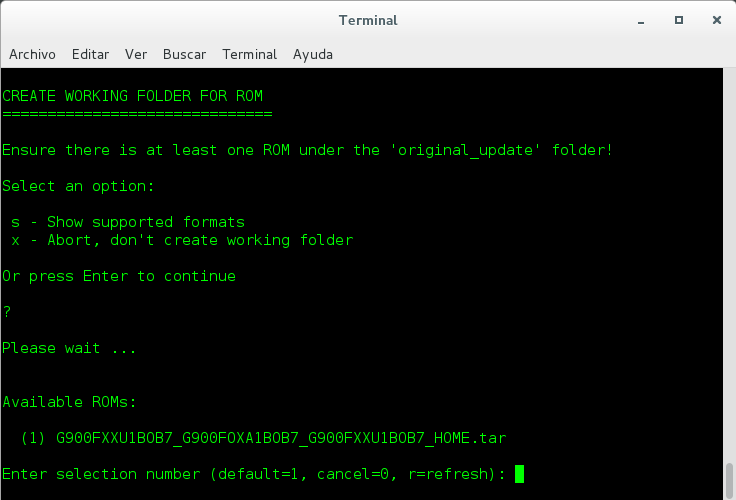 Terminal
Archivo Editar Ver Buscar Terminal Ayuda
CREATE WORKING FOLDER FOR ROM
==============================
Ensure there is at least one ROM under the 'original_update' folder!
Select an option:
s - Show supported formats
x - Abort, don't create working folder
Or press Enter to continue
?
Please wait ...
Available ROMs:
(1) G900FXXU1BOB7_G900FOXA1BOB7_G900FXXU1BOB7_HOME.tar
Enter selection number (default=1, cancel=0, r=refresh):